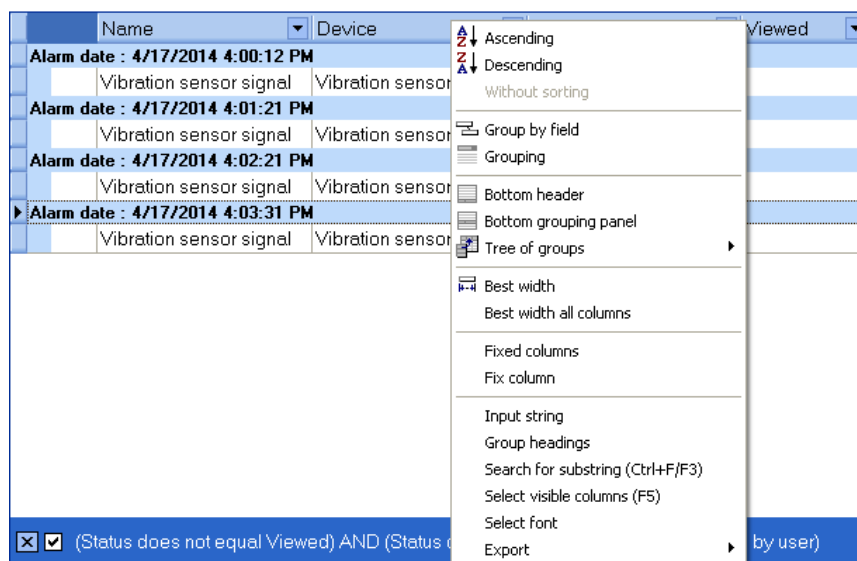 Name Device Viewed
Alarm date : 4/17/2014 4:00:12 PM
Vibration sensor signal Vibration sensor
Alarm date : 4/17/2014 4:01:21 PM
Vibration sensor signal Vibration sensor
Alarm date : 4/17/2014 4:02:21 PM
Vibration sensor signal Vibration sensor
Alarm date : 4/17/2014 4:03:31 PM
Vibration sensor signal Vibration sensor
Ascending
Descending
Without sorting
Group by field
Grouping
Bottom header
Bottom grouping panel
Tree of groups
Best width
Best width all columns
Fixed columns
Fix column
Input string
Group headings
Search for substring (Ctrl+F/F3)
Select visible columns (F5)
Select font
Export
(Status does not equal Viewed) AND (Status by user)